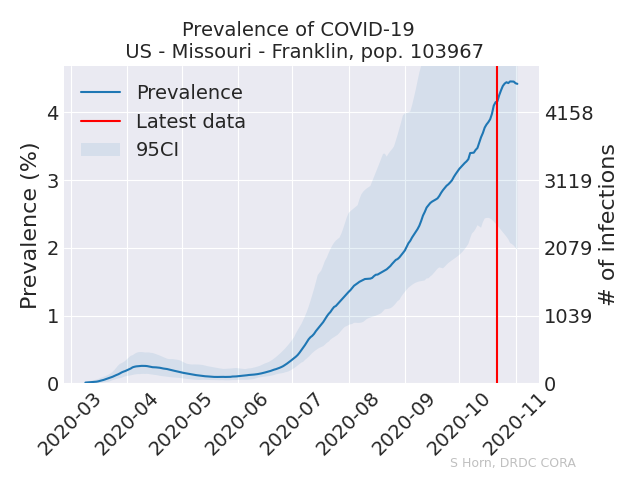 Prevalence of COVID-19
US - Missouri - Franklin, pop. 103967
Prevalence
Latest data
95CI
Prevalence (%)
4
3
2
1
0
4158
3119
2079
1039
0
# of infections
2020-03
2020-04
2020-05
2020-06
2020-07
2020-08
2020-09
2020-10
2020-11
S Horn, DRDC CORA